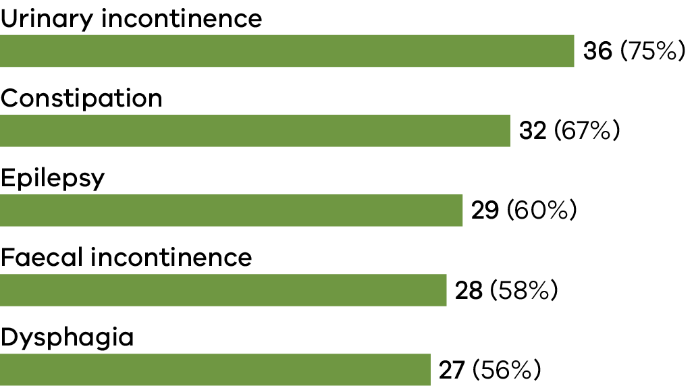 Urinary incontinence
36 (75%)
Constipation
32 (67%)
Epilepsy
29 (60%)
Faecal incontinence
28 (58%)
Dysphagia
27 (56%)